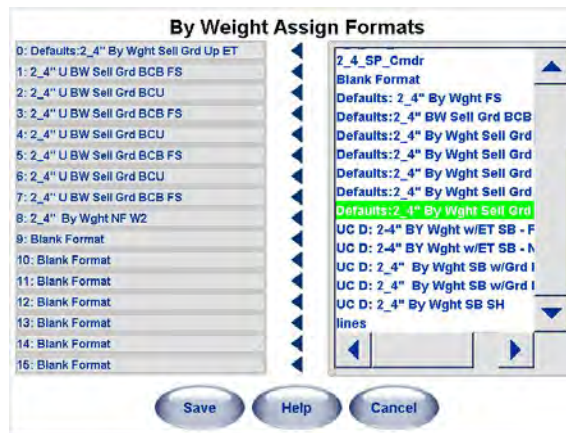 By Weight Assign Formats
0: Defaults:2_4" By Wght Sell Grd Up ET
1: 2_4" U BW Sell Grd BCB FS
2: 2_4" U BW Sell Grd BCU
3: 2_4" U BW Sell Grd BCB FS
4: 2_4" U BW Sell Grd BCU
5: 2_4" U BW Sell Grd BCB FS
6: 2_4" U BW Sell Grd BCU
7: 2_4" U BW Sell Grd BCB FS
8: 2_4" By Wght NF W2
9: Blank Format
10: Blank Format
11: Blank Format
12: Blank Format
13: Blank Format
14: Blank Format
15: Blank Format
2_4_SP_Cmdr
Blank Format
Defaults: 2_4" By Wght FS
Defaults:2_4" BW Sell Grd BCB
Defaults:2_4" By Wght Sell Grd
Defaults:2_4" By Wght Sell Grd
Defaults:2_4" By Wght Sell Grd
Defaults:2_4" By Wght Sell Grd
Defaults:2_4" By Wght Sell Grd
UC D: 2-4" BY Wght w/ET SB - F
UC D: 2-4" BY Wght w/ET SB - N
UC D: 2_4" By Wght SB w/Grd
UC D: 2_4" By Wght SB w/Grd
UC D: 2_4" By Wght SB SH
lines
Save
Help
Cancel